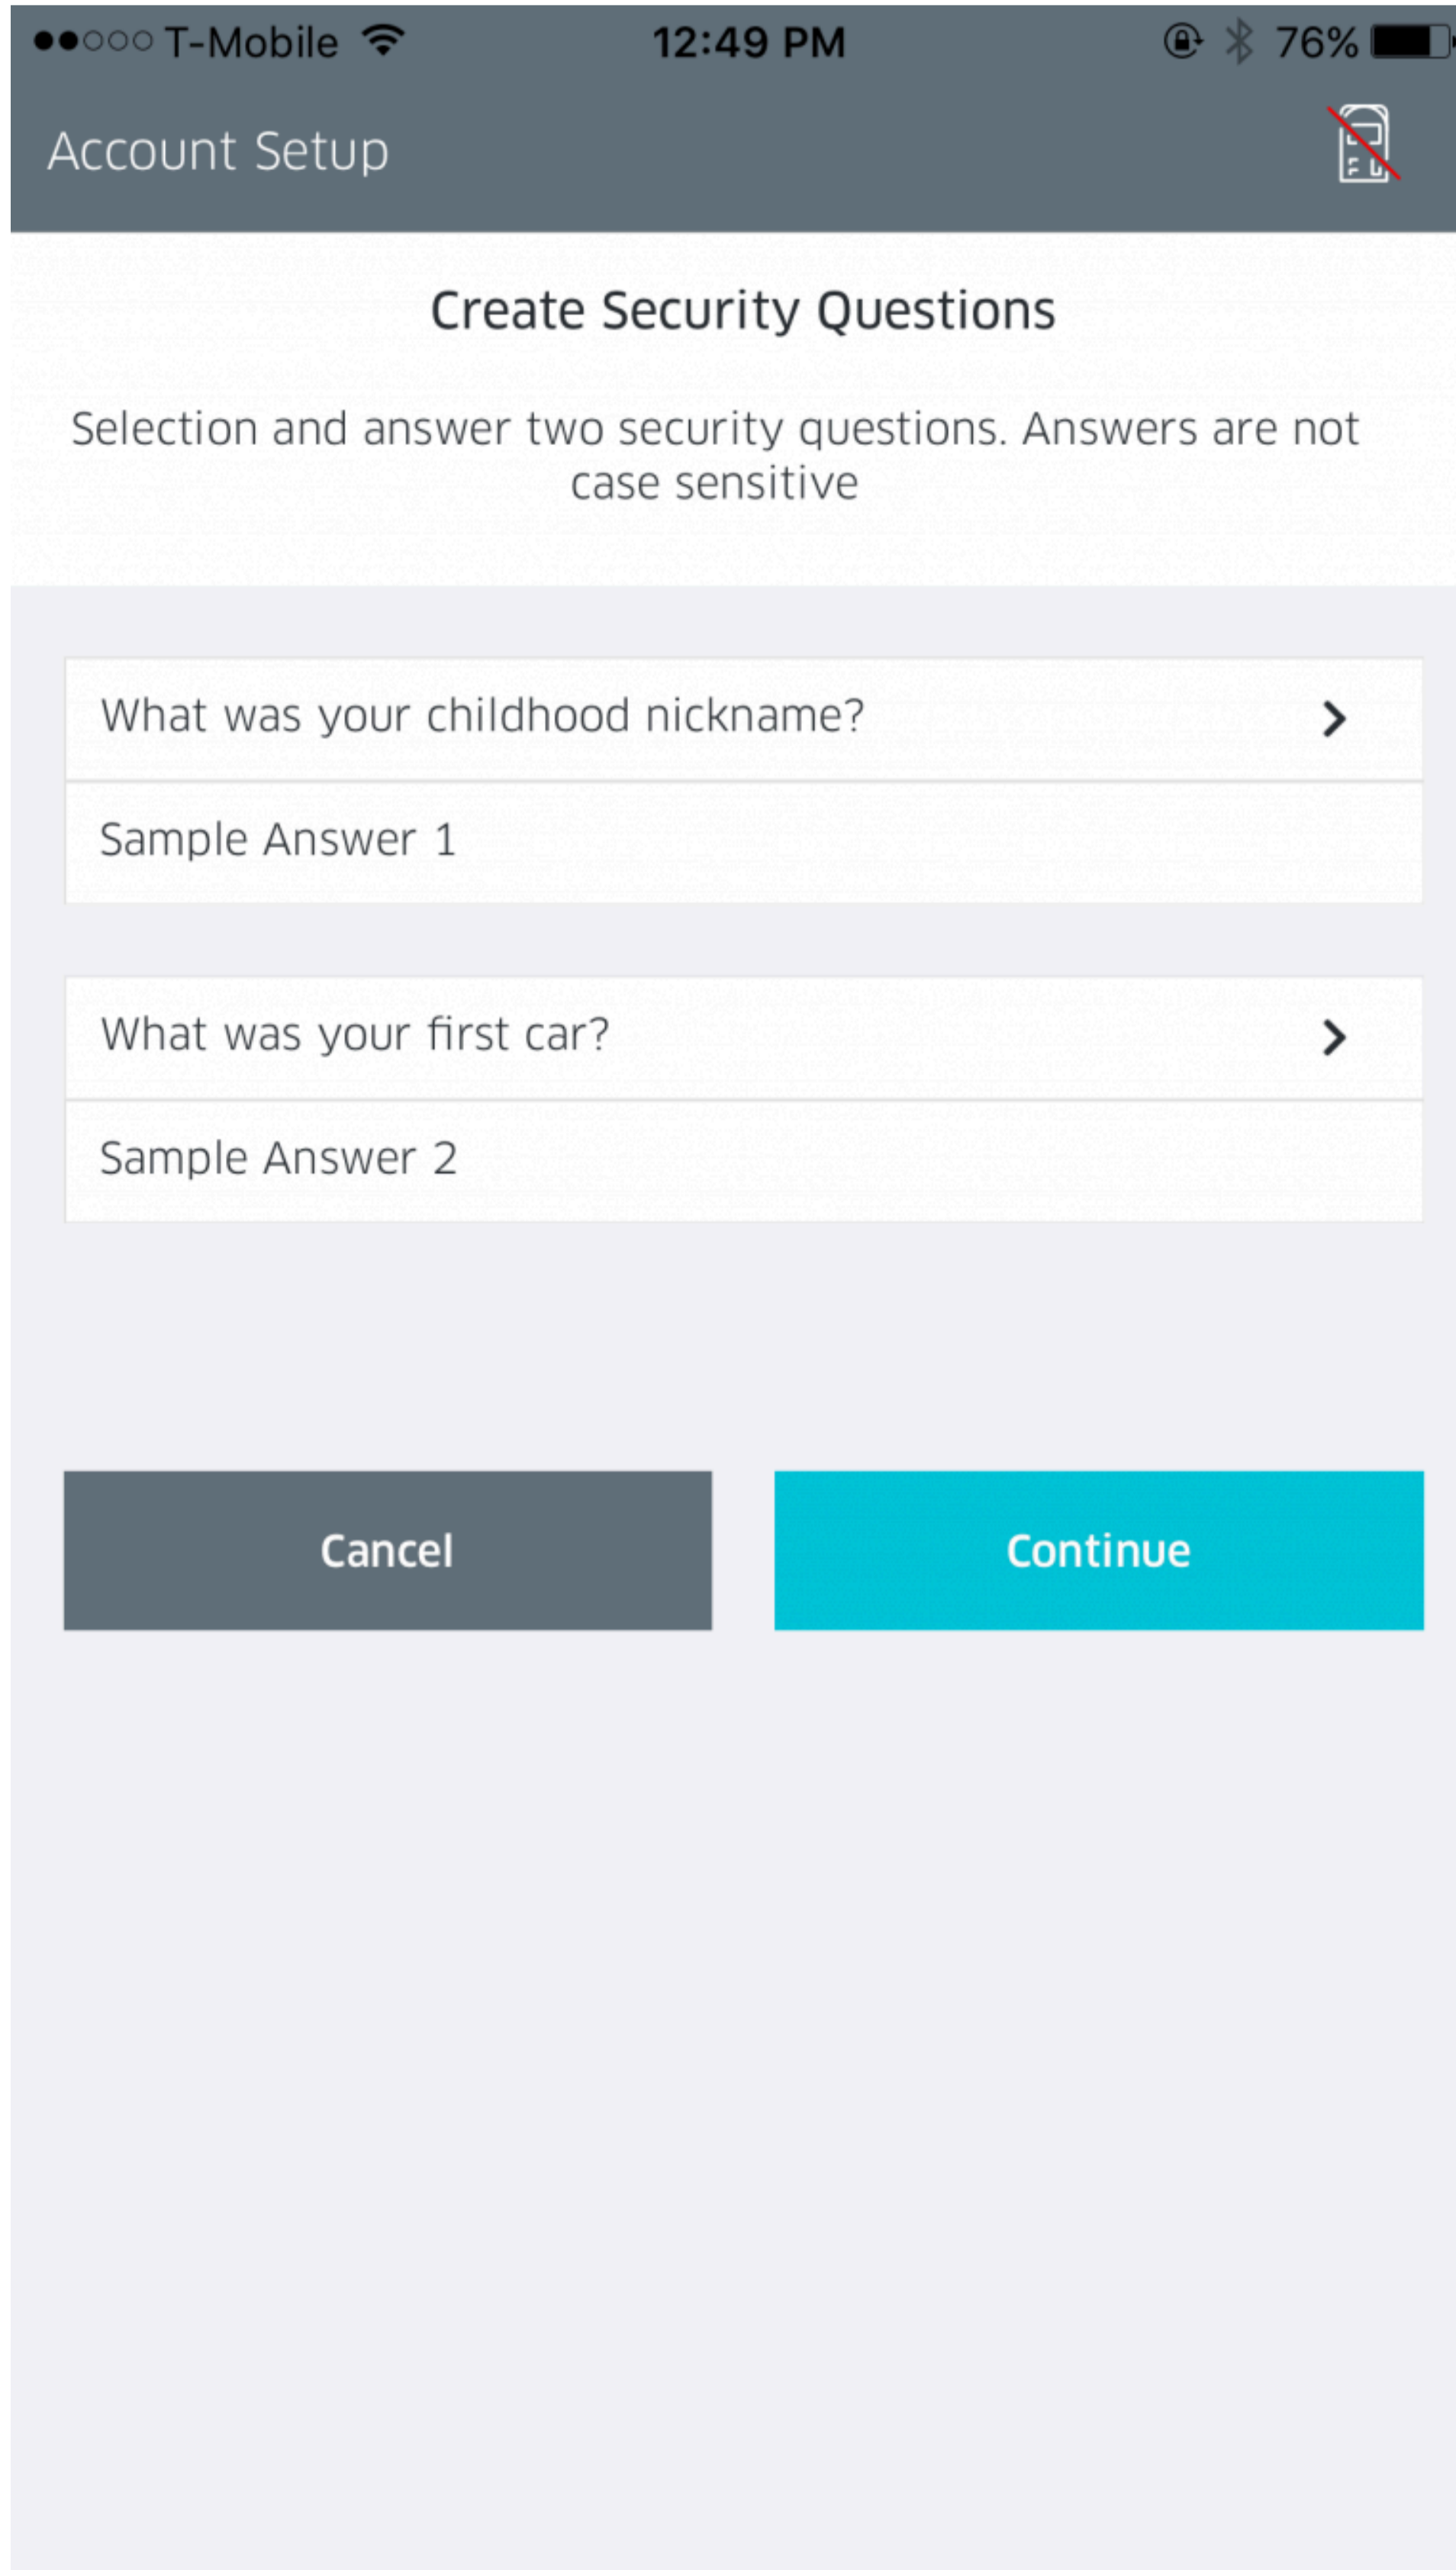 T-Mobile 12:49 PM 76%
Account Setup
Create Security Questions
Selection and answer two security questions. Answers are not
case sensitive
What was your childhood nickname?
Sample Answer 1
What was your first car?
Sample Answer 2
Cancel Continue